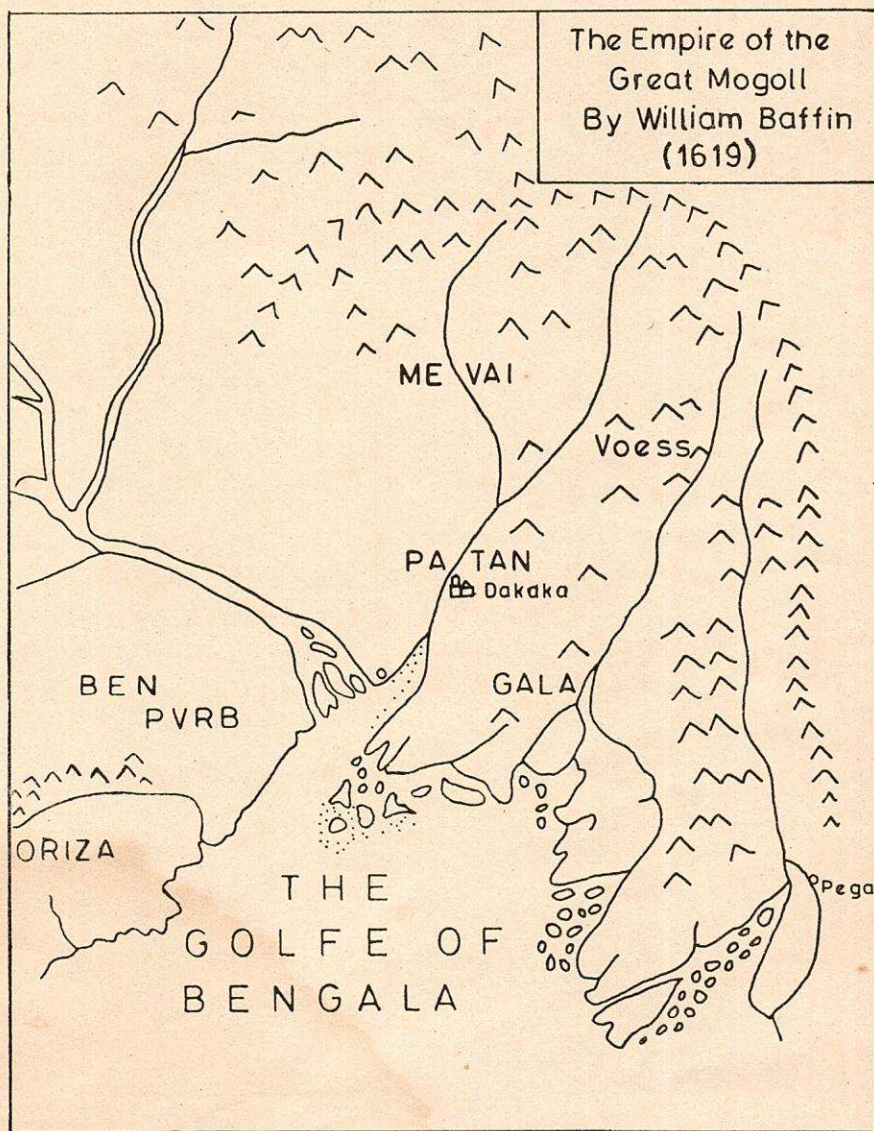 The Empire of the
Great Mogoll
By William Baffin
(1619)
ME VAI
Voess
PA TAN
Dakaka
BEN GALA
PVRB
ORIZA
Pega
THE
GOLFE OF
BENGALA